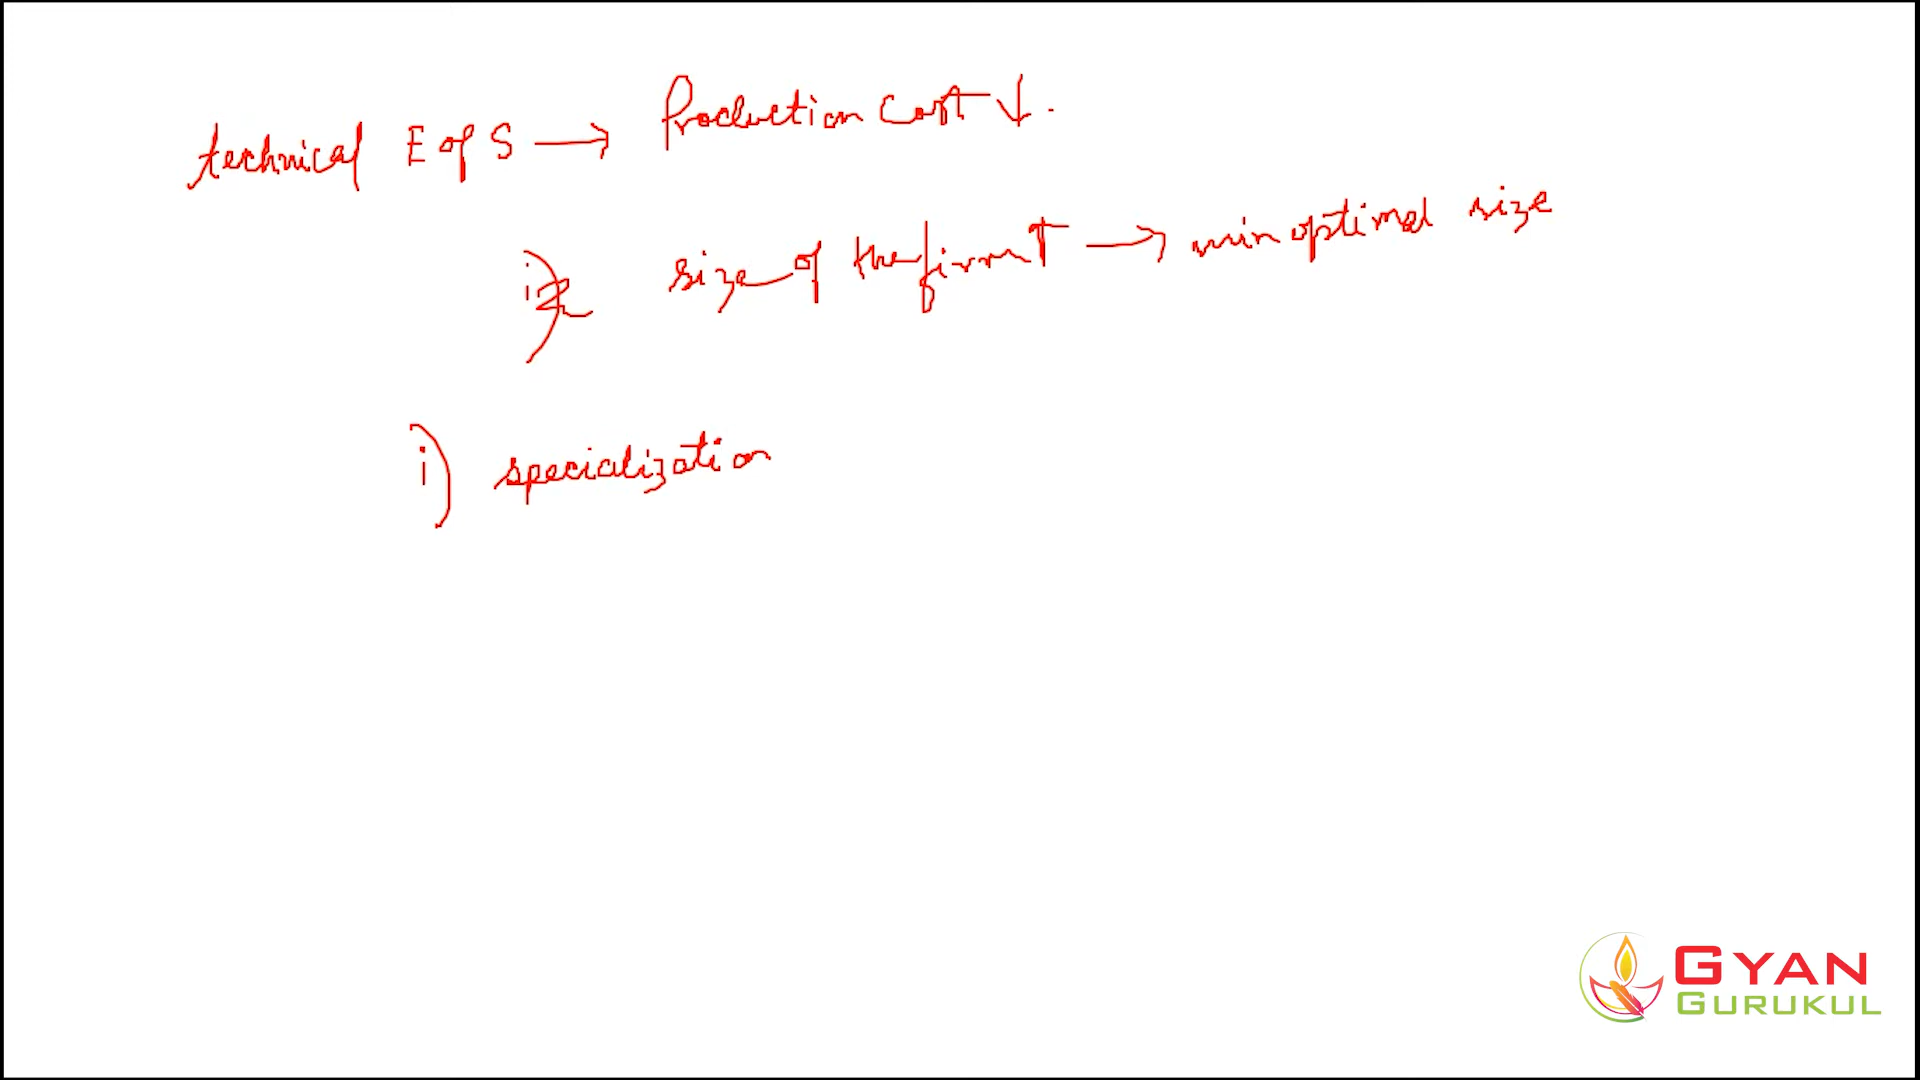 technical E of S → Production Cost ↓.
size of the firm ↑ → min optimal size
i) specialization
GYAN
GURUKUL